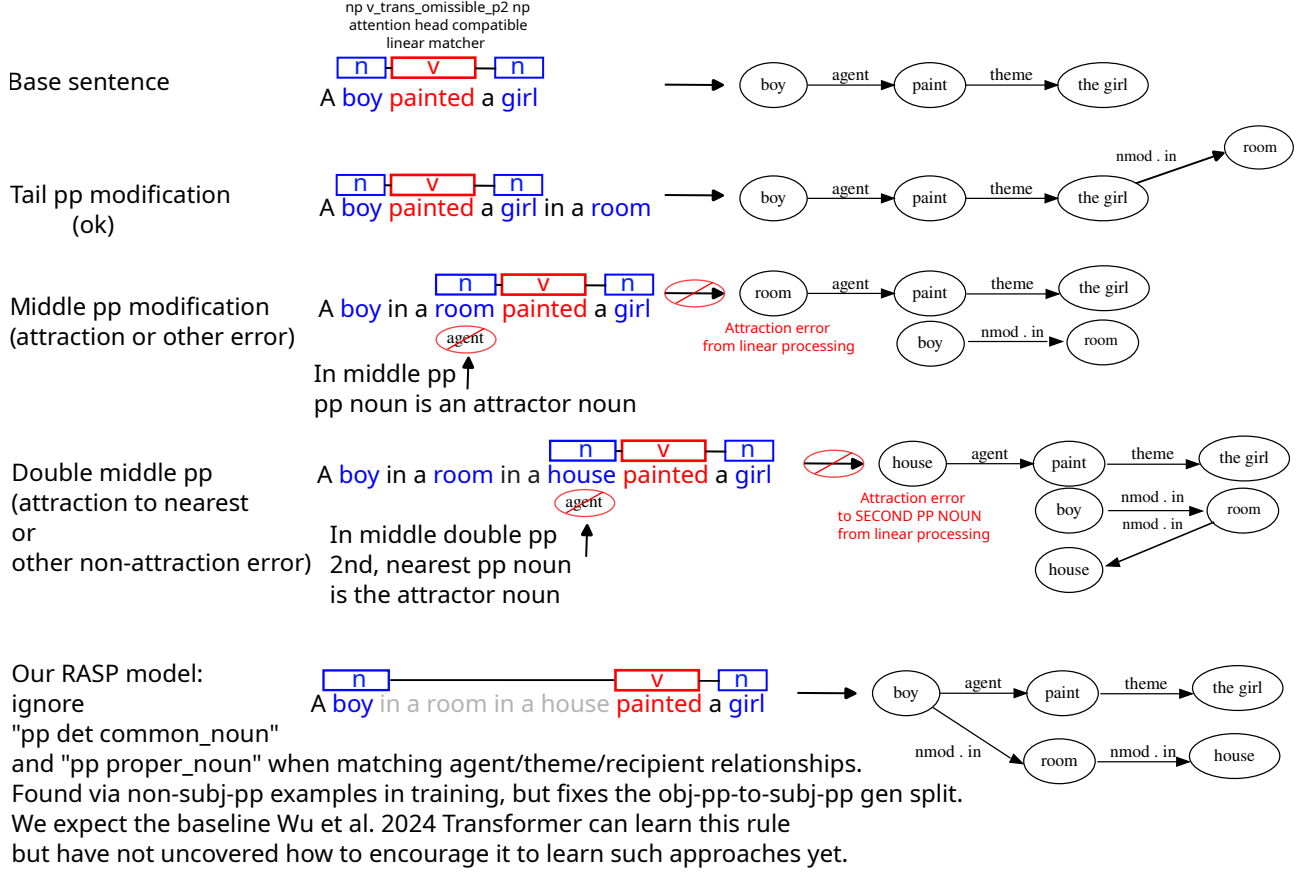 np v_trans_omissible_p2 np
attention head compatible
linear matcher
Base sentence
n v n
A boy painted a girl
boy agent paint theme the girl
Tail pp modification
(ok)
n v n
A boy painted a girl in a room
boy agent paint theme the girl nmod . in room
Middle pp modification
(attraction or other error)
n v n
A boy in a room painted a girl
agent
In middle pp
pp noun is an attractor noun
room agent paint theme the girl
Attraction error
from linear processing
boy nmod . in room
Double middle pp
(attraction to nearest
or
other non-attraction error)
n v n
A boy in a room in a house painted a girl
agent
In middle double pp
2nd, nearest pp noun
is the attractor noun
house agent paint theme the girl
Attraction error
to SECOND PP NOUN
from linear processing
boy nmod . in room
nmod . in
house
Our RASP model:
ignore
"pp det common_noun"
and "pp proper_noun" when matching agent/theme/recipient relationships.
Found via non-subj-pp examples in training, but fixes the obj-pp-to-subj-pp gen split.
We expect the baseline Wu et al. 2024 Transformer can learn this rule
but have not uncovered how to encourage it to learn such approaches yet.
n v n
A boy in a room in a house painted a girl
boy agent paint theme the girl
nmod . in room nmod . in house